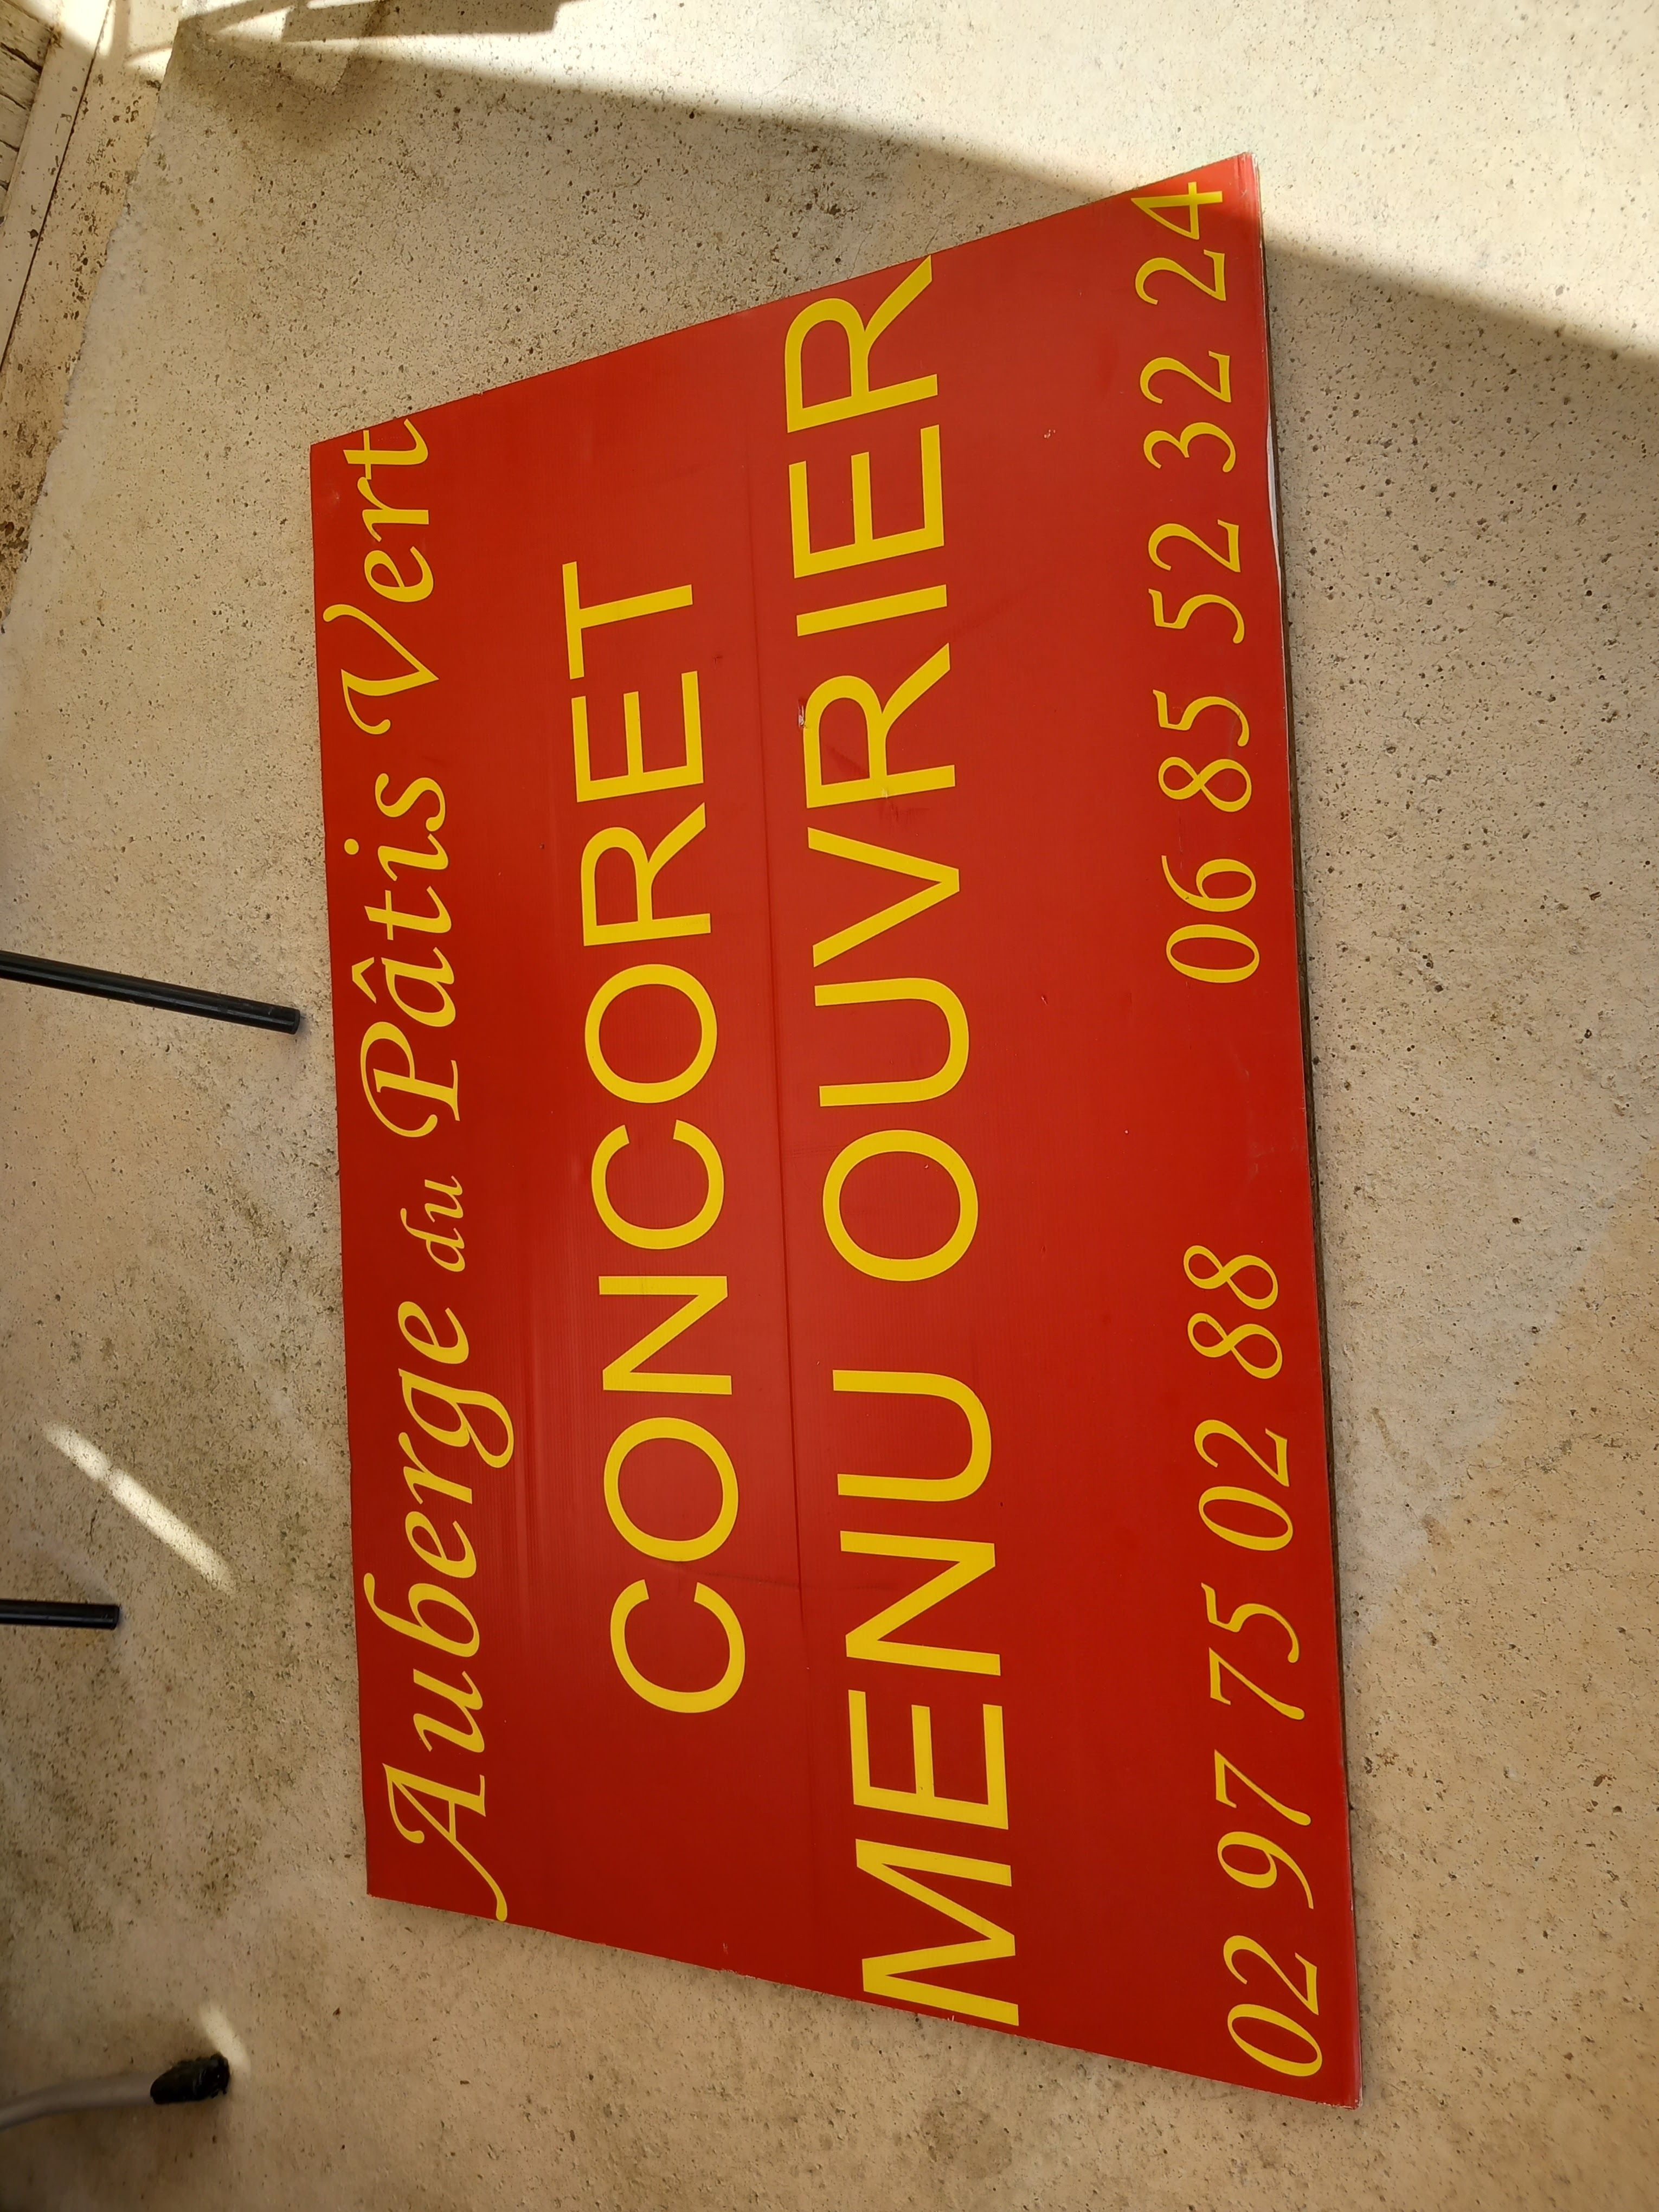 Auberge du Pâtis Vert
CONCORET
MENU OUVRIER
02 97 75 02 88 06 85 52 32 24